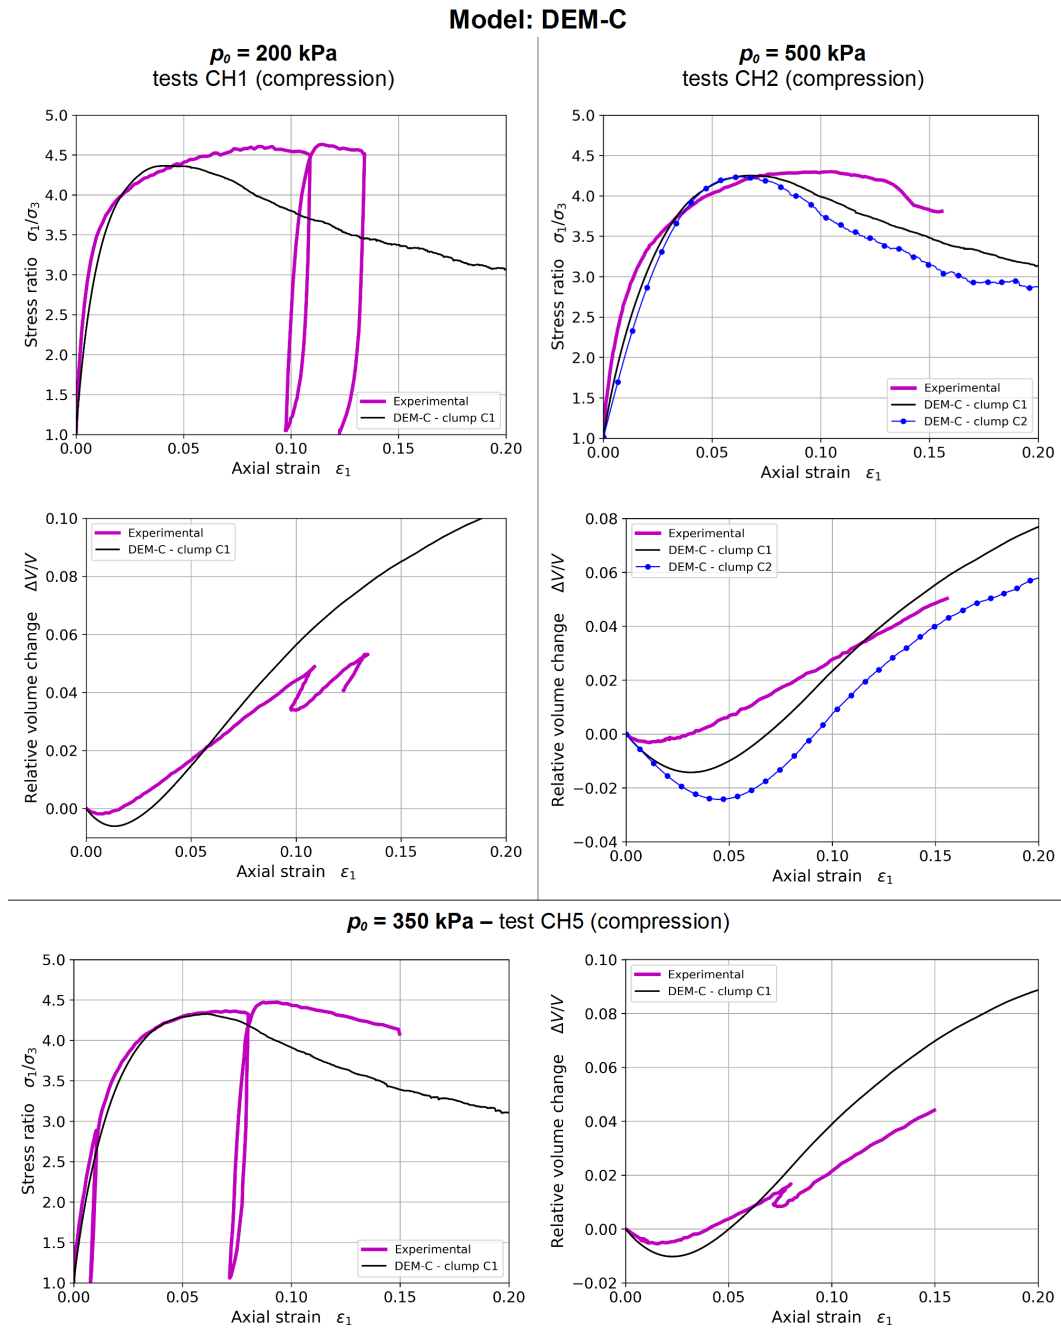 Model: DEM-C
p₀ = 200 kPa
tests CH1 (compression)
5.0
4.5
4.0
3.5
3.0
2.5
2.0
1.5
1.0
Stress ratio σ₁/σ₃
Experimental
DEM-C - clump C1
0.00 0.05 0.10 0.15 0.20
Axial strain ε₁
0.10
0.08
0.06
0.04
0.02
0.00
Relative volume change ΔV/V
Experimental
DEM-C - clump C1
0.00 0.05 0.10 0.15 0.20
Axial strain ε₁
p₀ = 500 kPa
tests CH2 (compression)
5.0
4.5
4.0
3.5
3.0
2.5
2.0
1.5
1.0
Stress ratio σ₁/σ₃
Experimental
DEM-C - clump C1
DEM-C - clump C2
0.00 0.05 0.10 0.15 0.20
Axial strain ε₁
0.08
0.06
0.04
0.02
0.00
−0.02
−0.04
Relative volume change ΔV/V
Experimental
DEM-C - clump C1
DEM-C - clump C2
0.00 0.05 0.10 0.15 0.20
Axial strain ε₁
p₀ = 350 kPa – test CH5 (compression)
5.0
4.5
4.0
3.5
3.0
2.5
2.0
1.5
1.0
Stress ratio σ₁/σ₃
Experimental
DEM-C - clump C1
0.00 0.05 0.10 0.15 0.20
Axial strain ε₁
0.10
0.08
0.06
0.04
0.02
0.00
−0.02
Relative volume change ΔV/V
Experimental
DEM-C - clump C1
0.00 0.05 0.10 0.15 0.20
Axial strain ε₁